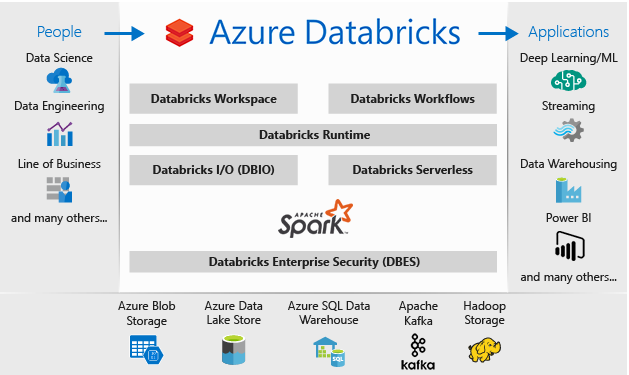 People
Azure Databricks
Applications
Data Science
Data Engineering
Line of Business
and many others...
Databricks Workspace
Databricks Workflows
Databricks Runtime
Databricks I/O (DBIO)
Databricks Serverless
APACHE
Spark™
Databricks Enterprise Security (DBES)
Deep Learning/ML
Streaming
Data Warehousing
Power BI
and many others...
Azure Blob
Storage
Azure Data
Lake Store
Azure SQL Data
Warehouse
SQL
Apache
Kafka
kafka
Hadoop
Storage